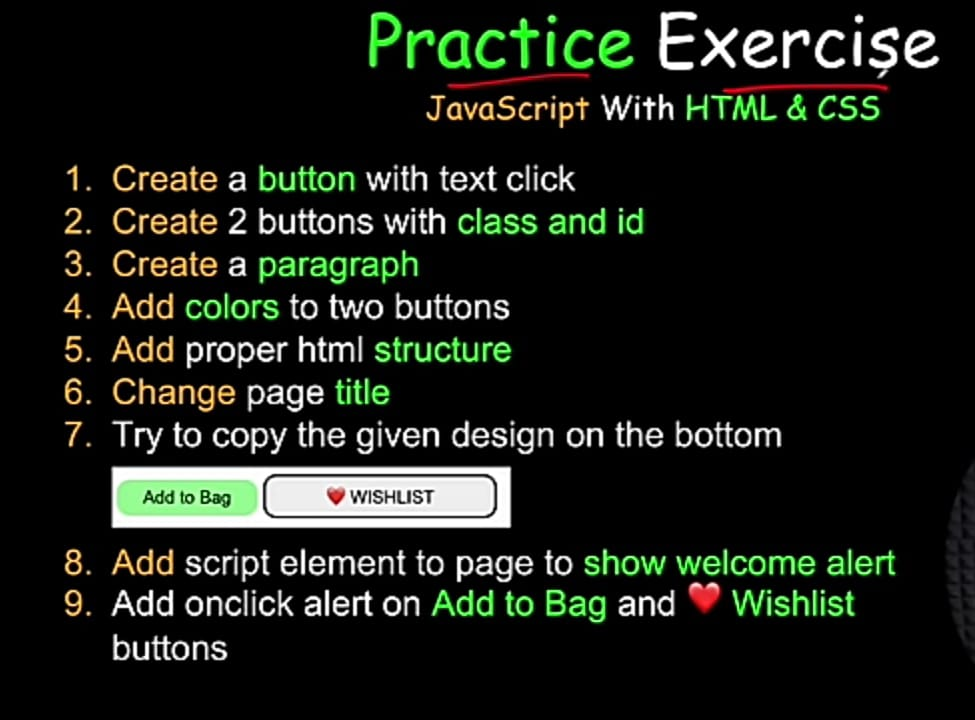 Practice Exercise
JavaScript With HTML & CSS
1. Create a button with text click
2. Create 2 buttons with class and id
3. Create a paragraph
4. Add colors to two buttons
5. Add proper html structure
6. Change page title
7. Try to copy the given design on the bottom
Add to Bag ❤️ WISHLIST
8. Add script element to page to show welcome alert
9. Add onclick alert on Add to Bag and ❤️ Wishlist
buttons